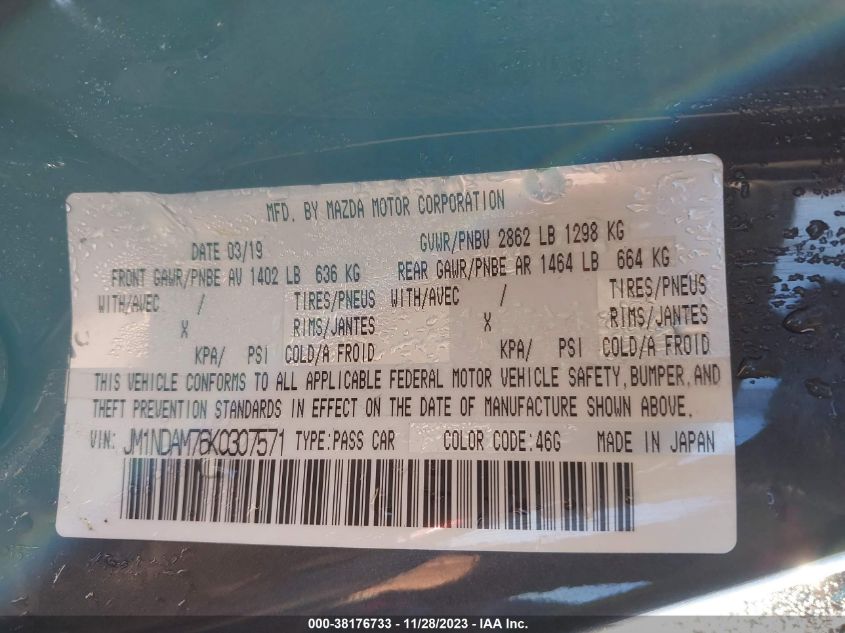 MFD. BY MAZDA MOTOR CORPORATION
DATE 03/19 GVWR/PNBV 2862 LB 1298 KG
FRONT GAWR/PNBE AV 1402 LB 636 KG REAR GAWR/PNBE AR 1464 LB 664 KG
WITH/AVEC / TIRES/PNEUS WITH/AVEC / TIRES/PNEUS
X RIMS/JANTES X RIMS/JANTES
KPA/ PSI COLD/A FROID KPA/ PSI COLD/A FROID
THIS VEHICLE CONFORMS TO ALL APPLICABLE FEDERAL MOTOR VEHICLE SAFETY, BUMPER, AND
THEFT PREVENTION STANDARDS IN EFFECT ON THE DATE OF MANUFACTURE SHOWN ABOVE.
VIN: JM1NDAM76K0307571 TYPE:PASS CAR COLOR CODE:46G MADE IN JAPAN
000-38176733 - 11/28/2023 - IAA Inc.